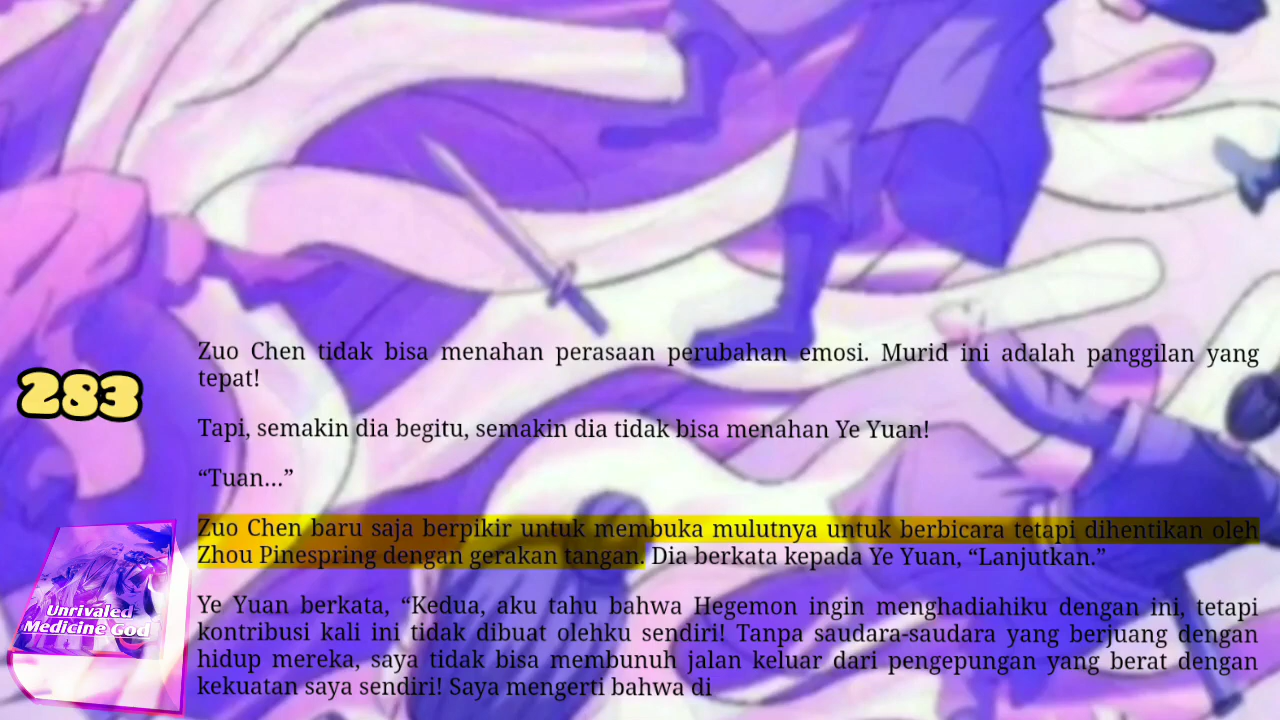 Zuo Chen tidak bisa menahan perasaan perubahan emosi. Murid ini adalah panggilan yang
tepat!
Tapi, semakin dia begitu, semakin dia tidak bisa menahan Ye Yuan!
“Tuan...”
Zuo Chen baru saja berpikir untuk membuka mulutnya untuk berbicara tetapi dihentikan oleh
Zhou Pinespring dengan gerakan tangan. Dia berkata kepada Ye Yuan, “Lanjutkan.”
Ye Yuan berkata, “Kedua, aku tahu bahwa Hegemon ingin menghadiahiku dengan ini, tetapi
kontribusi kali ini tidak dibuat olehku sendiri! Tanpa saudara-saudara yang berjuang dengan
hidup mereka, saya tidak bisa membunuh jalan keluar dari pengepungan yang berat dengan
kekuatan saya sendiri! Saya mengerti bahwa di
283
Unrivaled
Medicine God